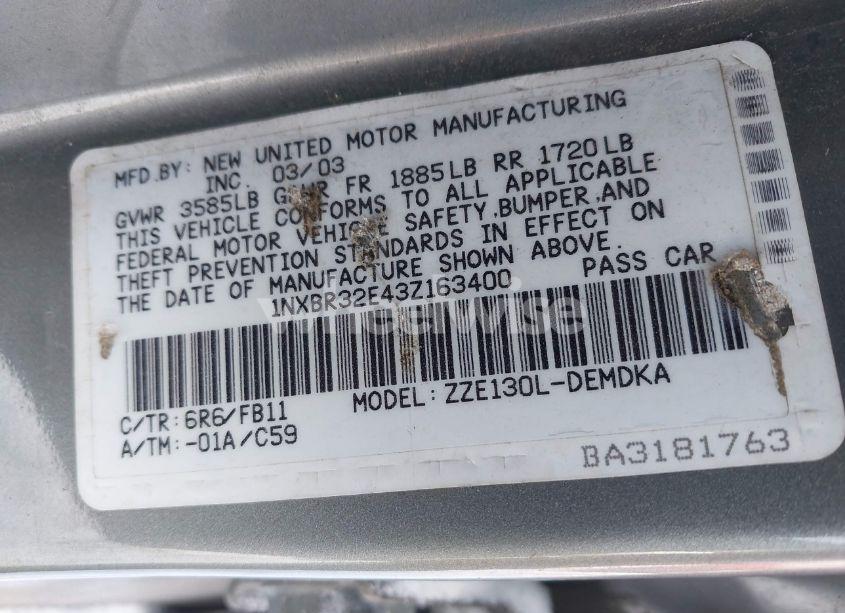 MFD.BY: NEW UNITED MOTOR MANUFACTURING
INC. 03/03
GVWR 3585LB GAWR FR 1885LB RR 1720LB
THIS VEHICLE CONFORMS TO ALL APPLICABLE
FEDERAL MOTOR VEHICLE SAFETY,BUMPER,AND
THEFT PREVENTION STANDARDS IN EFFECT ON
THE DATE OF MANUFACTURE SHOWN ABOVE.
1NXBR32E43Z163400 PASS CAR
wheelwise
C/TR:6R6/FB11 MODEL:ZZE130L-DEMDKA
A/TM:-01A/C59
BA3181763